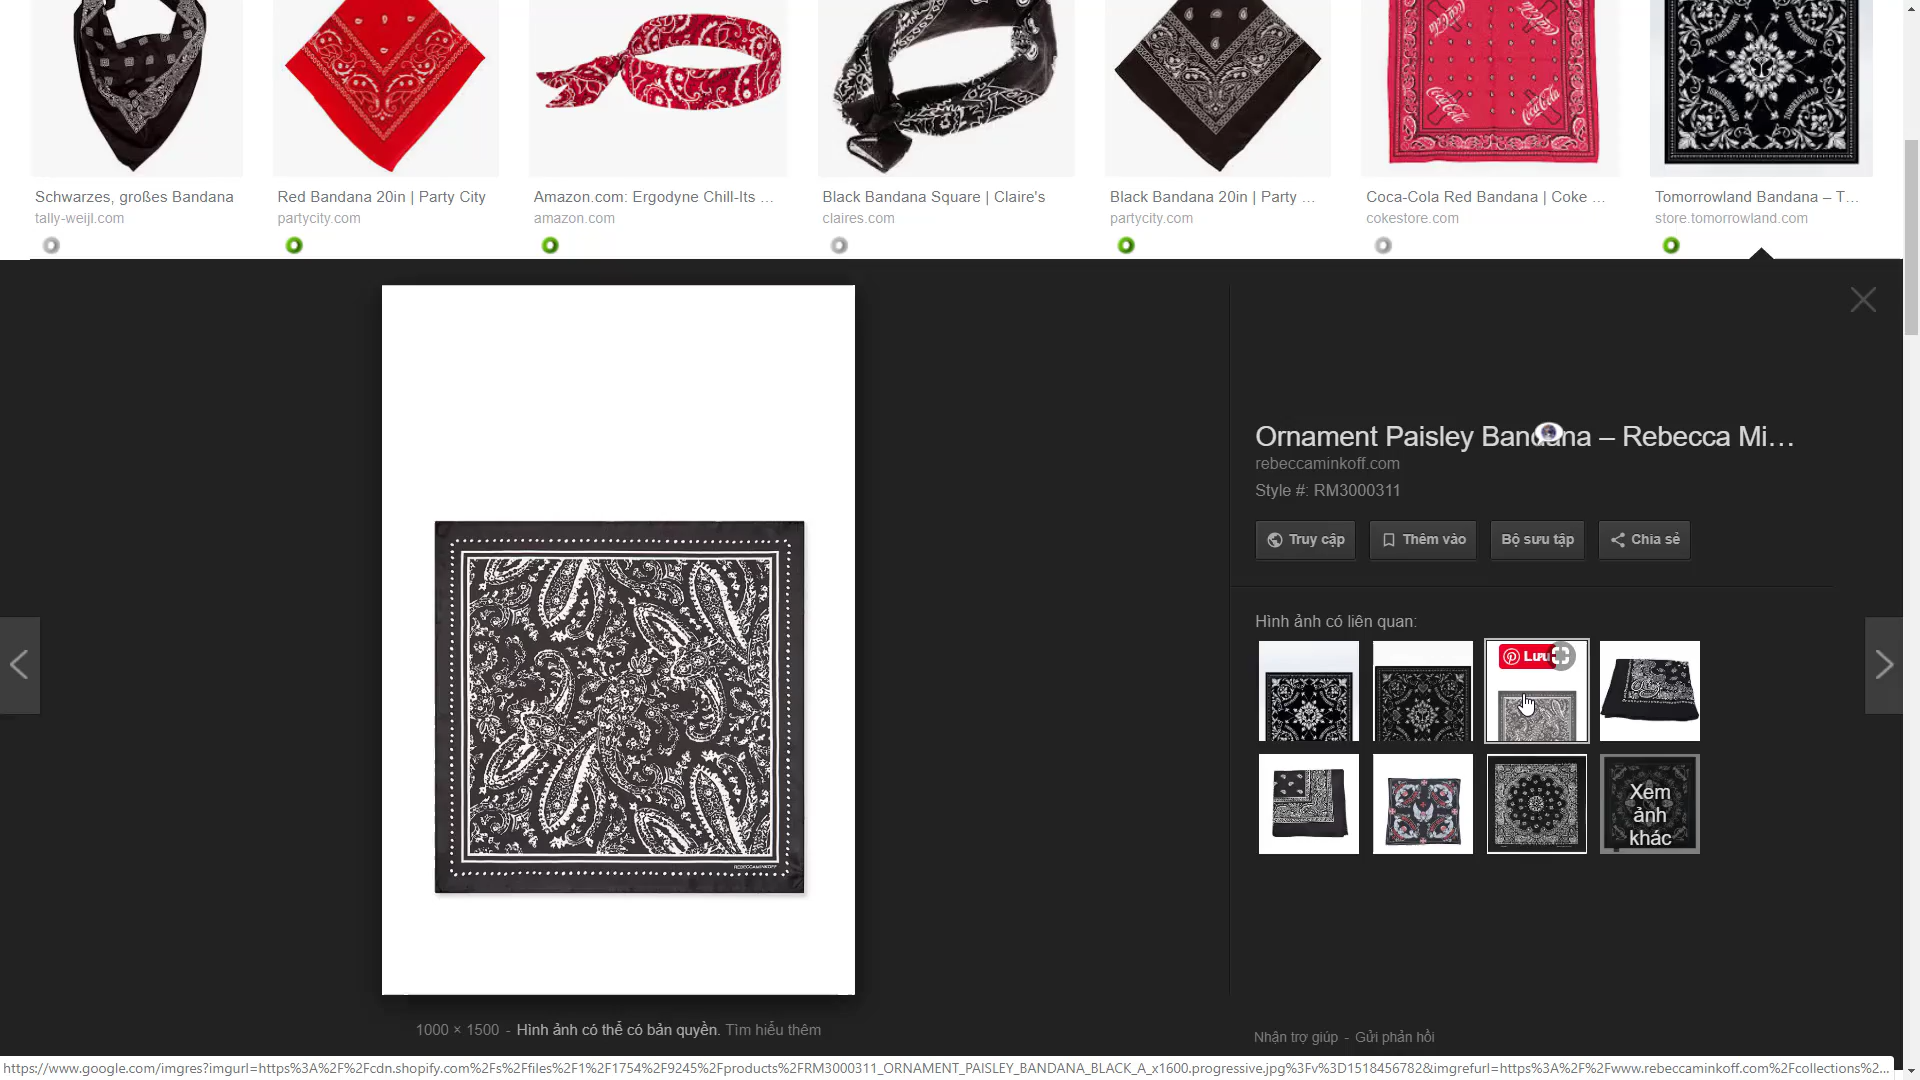 Schwarzes, großes Bandana
tally-weijl.com
Red Bandana 20in | Party City
partycity.com
Amazon.com: Ergodyne Chill-Its ...
amazon.com
Black Bandana Square | Claire's
claires.com
Black Bandana 20in | Party ...
partycity.com
Coca-Cola Red Bandana | Coke ...
cokestore.com
Tomorrowland Bandana – T...
store.tomorrowland.com
Coca-Cola
Coca-Cola
TOMORROWLAND
Ornament Paisley Bandana – Rebecca Mi...
rebeccaminkoff.com
Style #: RM3000311
Truy cập
Thêm vào
Bộ sưu tập
Chia sẻ
Hình ảnh có liên quan:
Lưu
Xem
ảnh
khác
REBECCAMINKOFF
1000 × 1500 - Hình ảnh có thể có bản quyền. Tìm hiểu thêm
Nhận trợ giúp - Gửi phản hồi
https://www.google.com/imgres?imgurl=https%3A%2F%2Fcdn.shopify.com%2Fs%2Ffiles%2F1%2F1754%2F9245%2Fproducts%2FRM3000311_ORNAMENT_PAISLEY_BANDANA_BLACK_A_x1600.progressive.jpg%3Fv%3D1518456782&imgrefurl=https%3A%2F%2Fwww.rebeccaminkoff.com%2Fcollections%2...